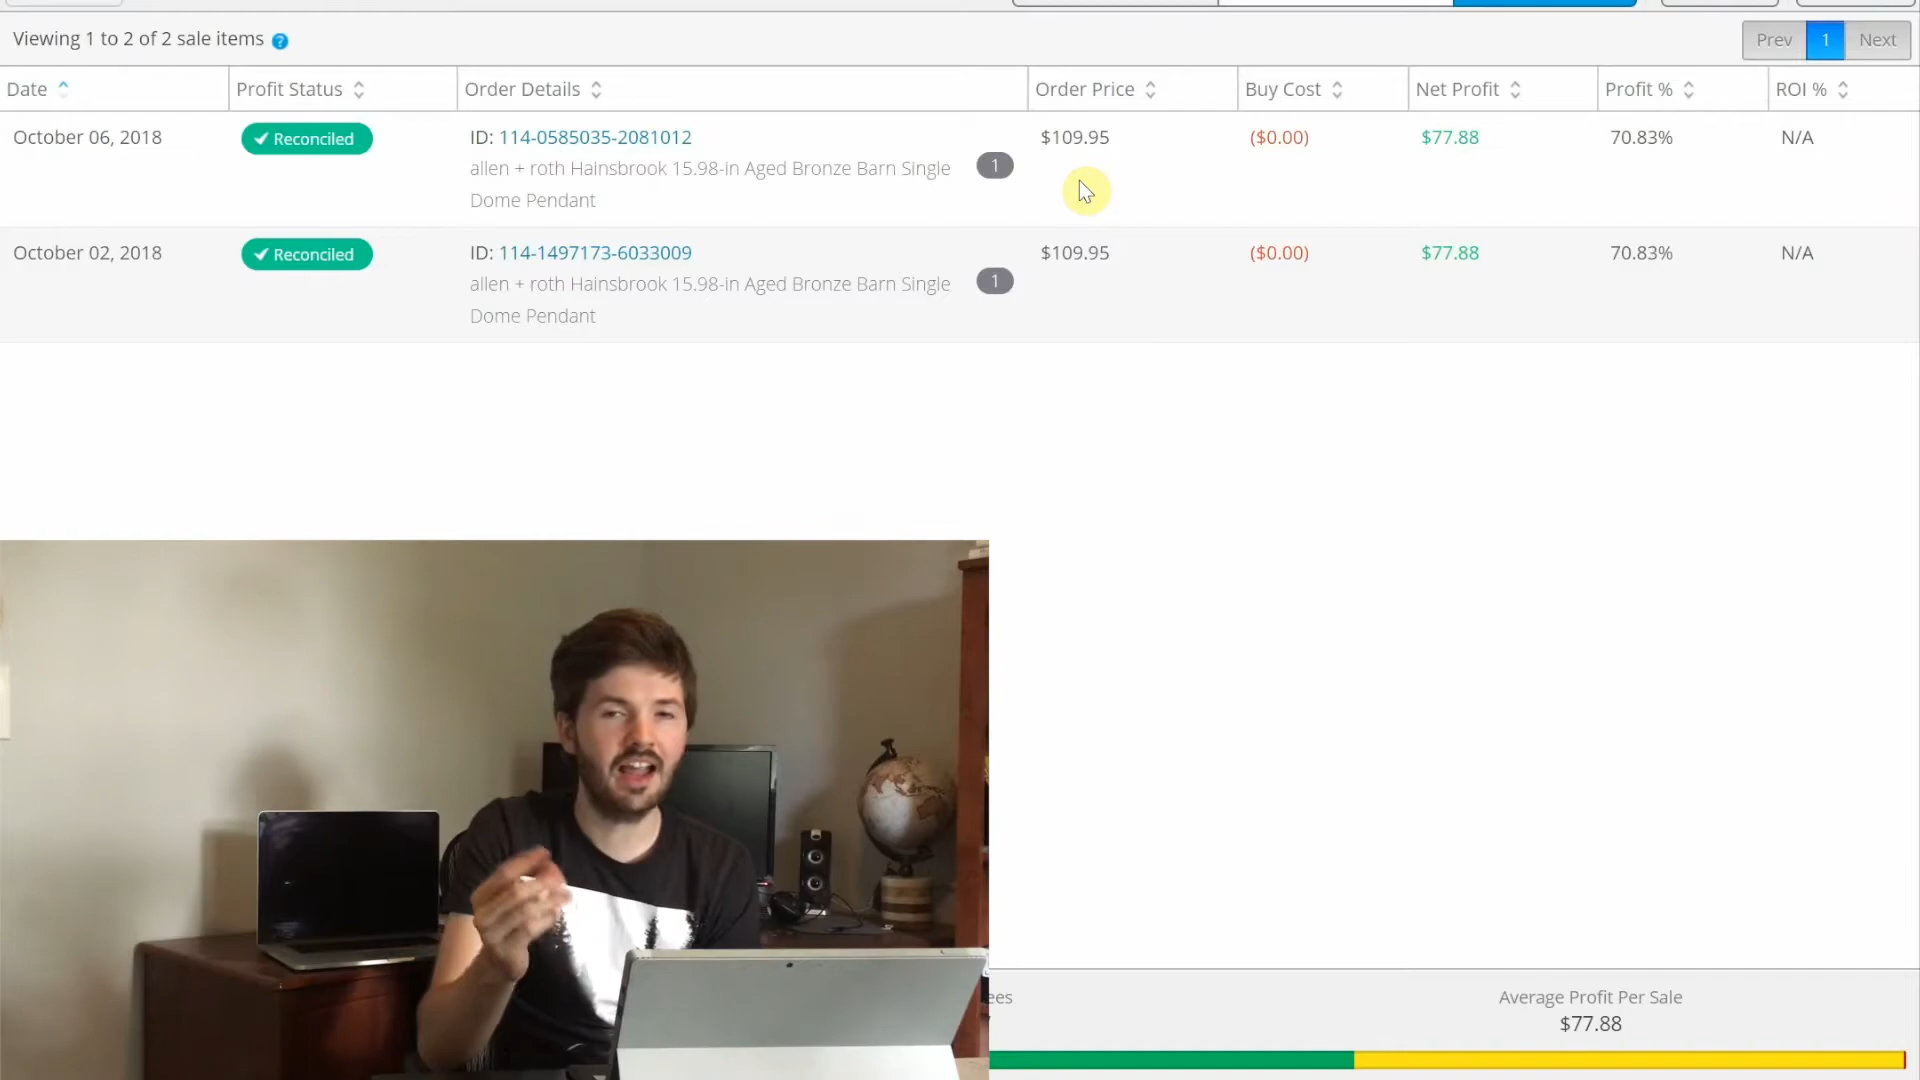 Viewing 1 to 2 of 2 sale items ?
Prev 1 Next
Date Profit Status Order Details Order Price Buy Cost Net Profit Profit % ROI %
October 06, 2018 Reconciled ID: 114-0585035-2081012 $109.95 ($0.00) $77.88 70.83% N/A
allen + roth Hainsbrook 15.98-in Aged Bronze Barn Single 1
Dome Pendant
October 02, 2018 Reconciled ID: 114-1497173-6033009 $109.95 ($0.00) $77.88 70.83% N/A
allen + roth Hainsbrook 15.98-in Aged Bronze Barn Single 1
Dome Pendant
Average Profit Per Sale
$77.88